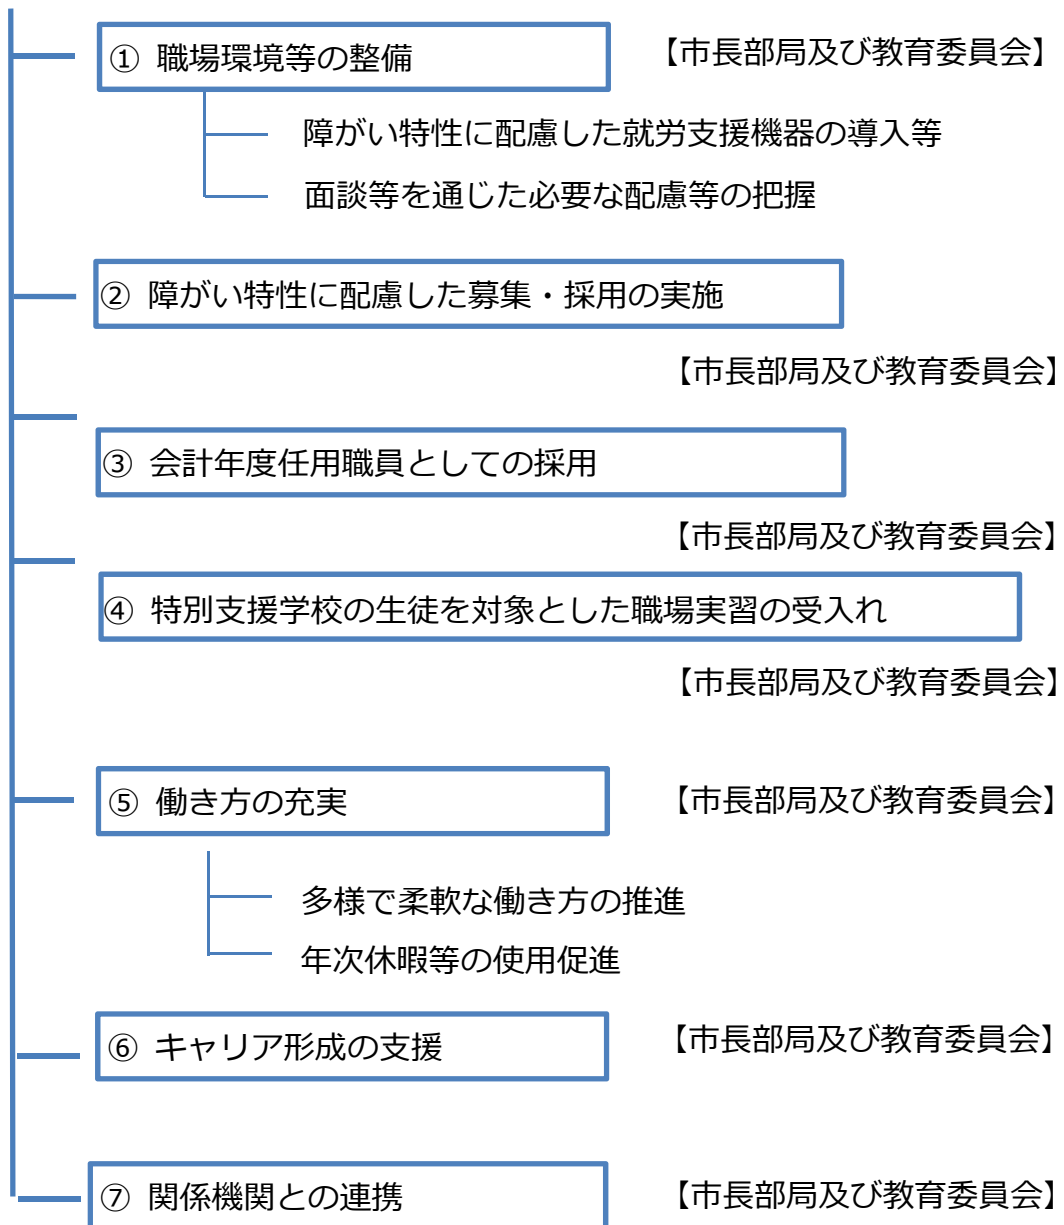 ① 職場環境等の整備 【市長部局及び教育委員会】
障がい特性に配慮した就労支援機器の導入等
面談等を通じた必要な配慮等の把握
② 障がい特性に配慮した募集・採用の実施
【市長部局及び教育委員会】
③ 会計年度任用職員としての採用
【市長部局及び教育委員会】
④ 特別支援学校の生徒を対象とした職場実習の受入れ
【市長部局及び教育委員会】
⑤ 働き方の充実 【市長部局及び教育委員会】
多様で柔軟な働き方の推進
年次休暇等の使用促進
⑥ キャリア形成の支援 【市長部局及び教育委員会】
⑦ 関係機関との連携 【市長部局及び教育委員会】